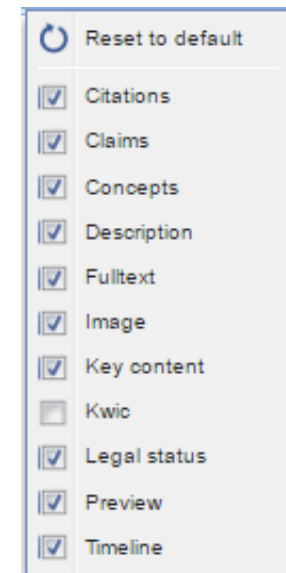 Reset to default
Citations
Claims
Concepts
Description
Fulltext
Image
Key content
Kwic
Legal status
Preview
Timeline